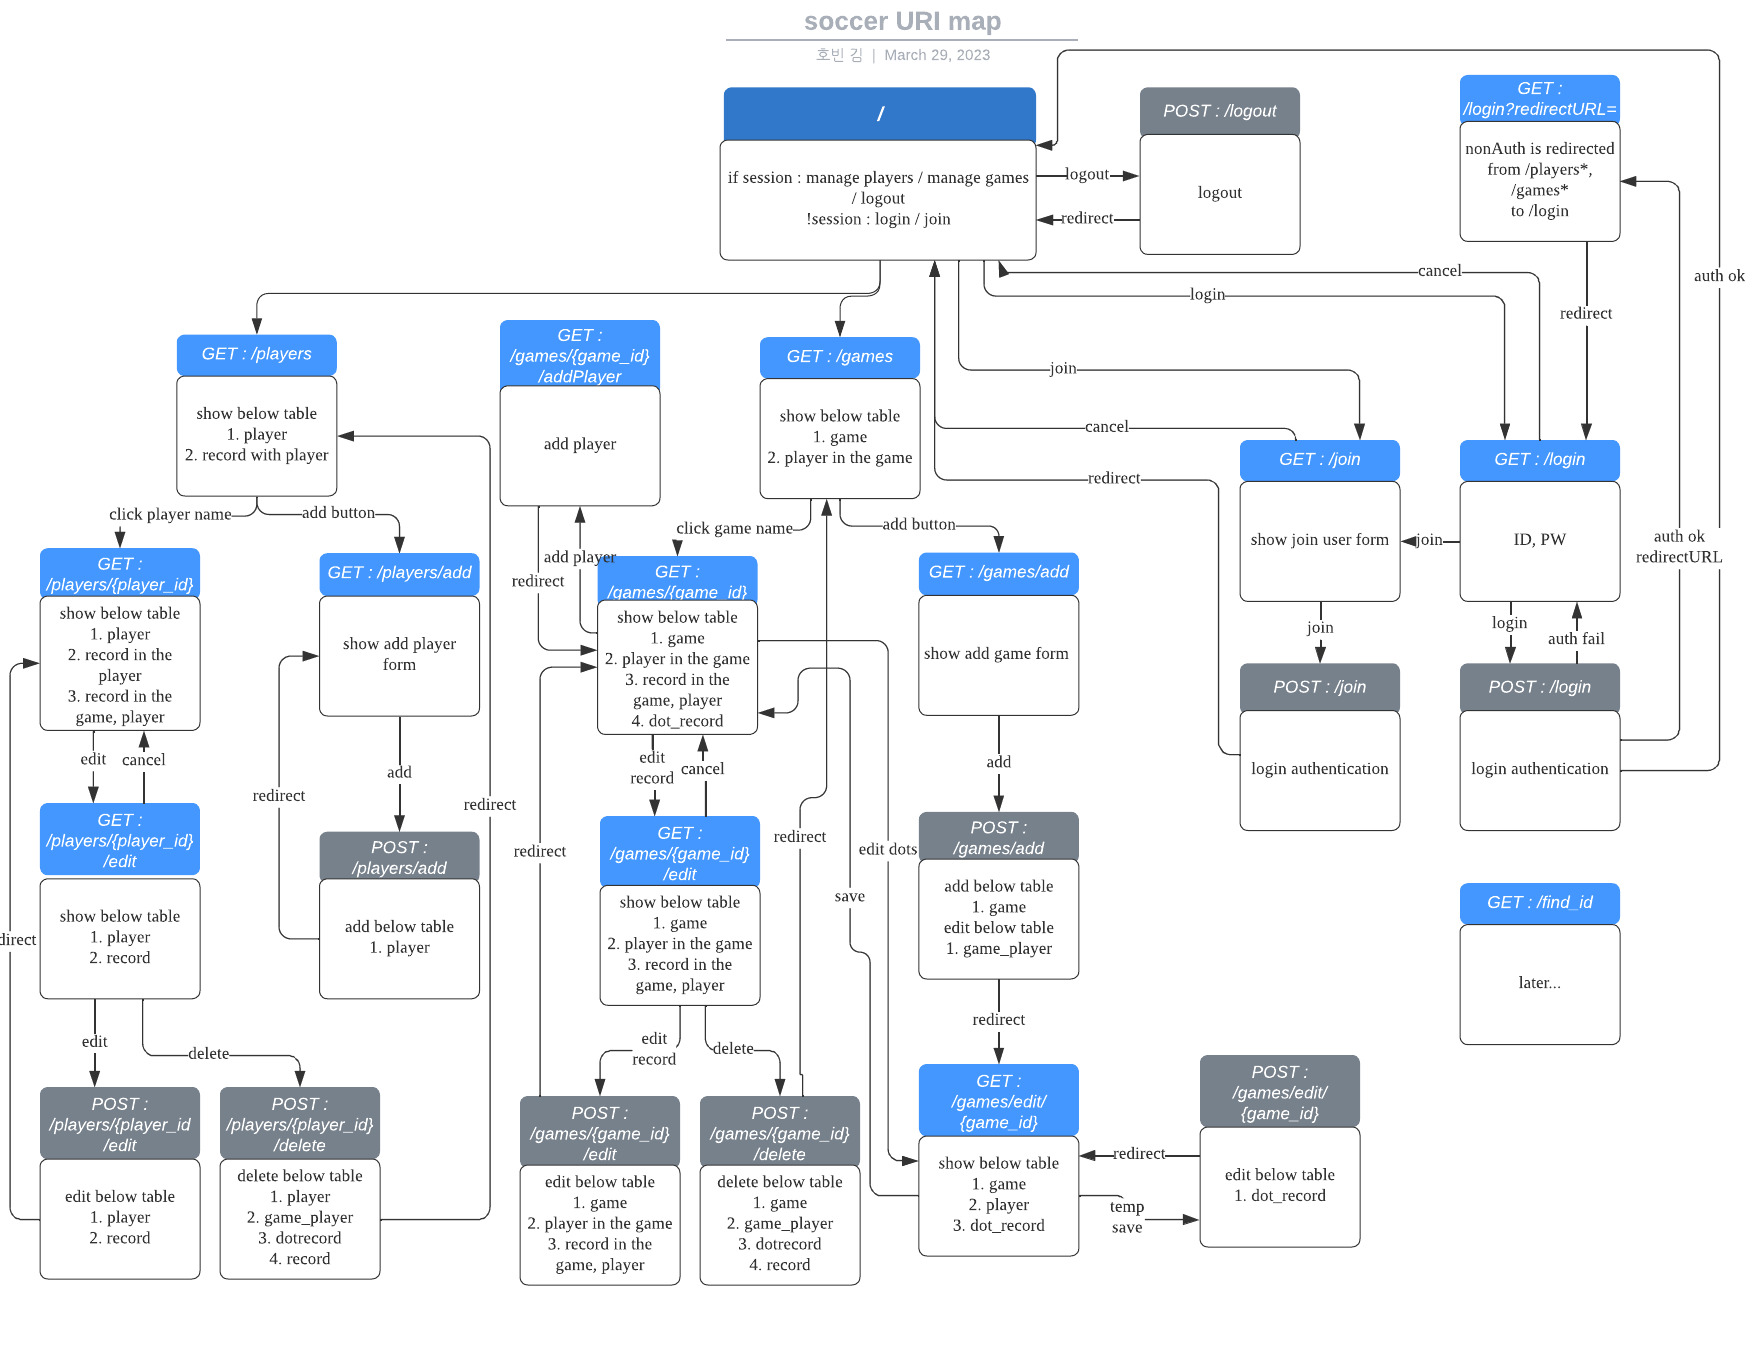 soccer URI map
호빈 김 | March 29, 2023
/
if session : manage players / manage games
/ logout
!session : login / join
logout
redirect
POST : /logout
logout
GET :
/login?redirectURL=
nonAuth is redirected
from /players*,
/games*
to /login
auth ok
cancel
login
redirect
join
cancel
redirect
GET : /players
show below table
1. player
2. record with player
GET :
/games/{game_id}
/addPlayer
add player
GET : /games
show below table
1. game
2. player in the game
GET : /join
show join user form
join
GET : /login
ID, PW
auth ok
redirectURL
click player name
add button
click game name
add button
add player
redirect
GET :
/players/{player_id}
show below table
1. player
2. record in the
player
3. record in the
game, player
GET : /players/add
show add player
form
GET :
/games/{game_id}
show below table
1. game
2. player in the game
3. record in the
game, player
4. dot_record
GET : /games/add
show add game form
join
login
auth fail
POST : /join
login authentication
POST : /login
login authentication
edit
cancel
redirect
add
redirect
edit
record
cancel
add
redirect
redirect
edit dots
save
GET :
/players/{player_id}
/edit
show below table
1. player
2. record
POST :
/players/add
add below table
1. player
GET :
/games/{game_id}
/edit
show below table
1. game
2. player in the game
3. record in the
game, player
POST :
/games/add
add below table
1. game
edit below table
1. game_player
GET : /find_id
later...
direct
edit
delete
edit
record
delete
redirect
POST :
/players/{player_id
/edit
edit below table
1. player
2. record
POST :
/players/{player_id}
/delete
delete below table
1. player
2. game_player
3. dotrecord
4. record
POST :
/games/{game_id}
/edit
edit below table
1. game
2. player in the game
3. record in the
game, player
POST :
/games/{game_id}
/delete
delete below table
1. game
2. game_player
3. dotrecord
4. record
GET :
/games/edit/
{game_id}
show below table
1. game
2. player
3. dot_record
redirect
temp
save
POST :
/games/edit/
{game_id}
edit below table
1. dot_record